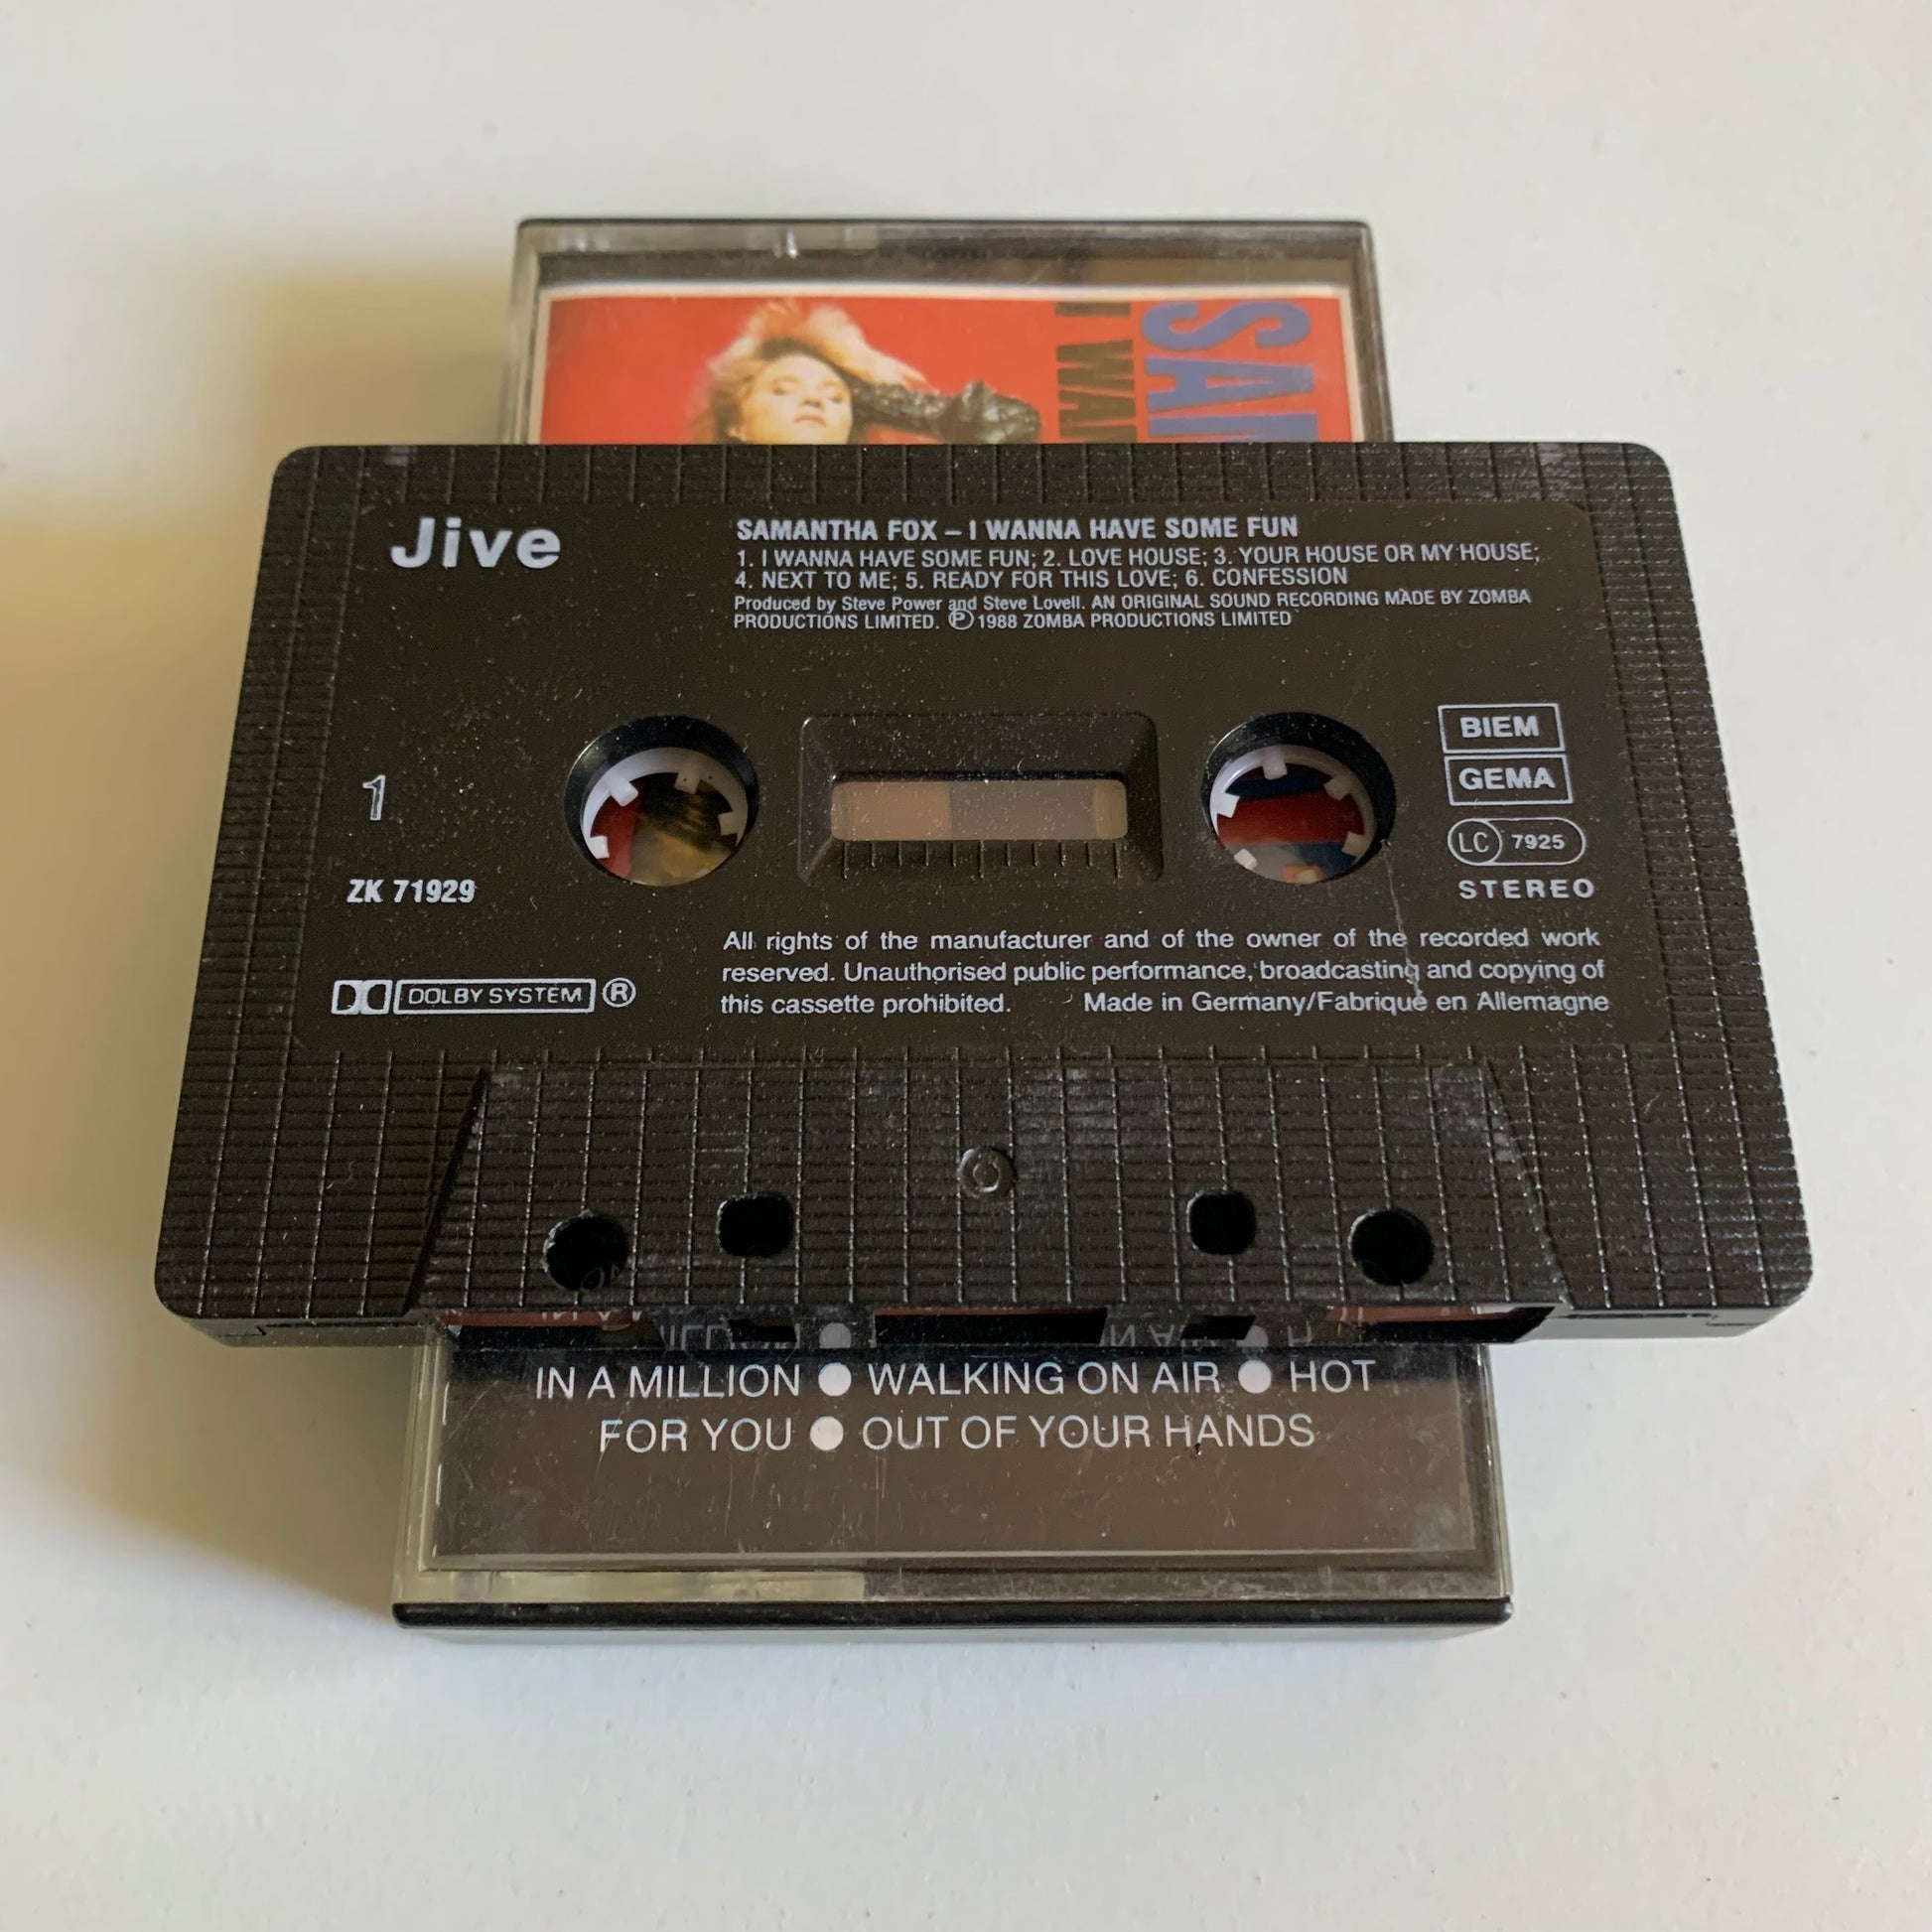 SAM
I WAN
Jive
SAMANTHA FOX – I WANNA HAVE SOME FUN
1. I WANNA HAVE SOME FUN; 2. LOVE HOUSE; 3. YOUR HOUSE OR MY HOUSE;
4. NEXT TO ME; 5. READY FOR THIS LOVE; 6. CONFESSION
Produced by Steve Power and Steve Lovell. AN ORIGINAL SOUND RECORDING MADE BY ZOMBA
PRODUCTIONS LIMITED. Ⓟ 1988 ZOMBA PRODUCTIONS LIMITED
1
ZK 71929
BIEM
GEMA
LC 7925
STEREO
DOLBY SYSTEM ®
All rights of the manufacturer and of the owner of the recorded work
reserved. Unauthorised public performance, broadcasting and copying of
this cassette prohibited. Made in Germany/Fabriqué en Allemagne
IN A MILLION ● WALKING ON AIR ● HOT
FOR YOU ● OUT OF YOUR HANDS